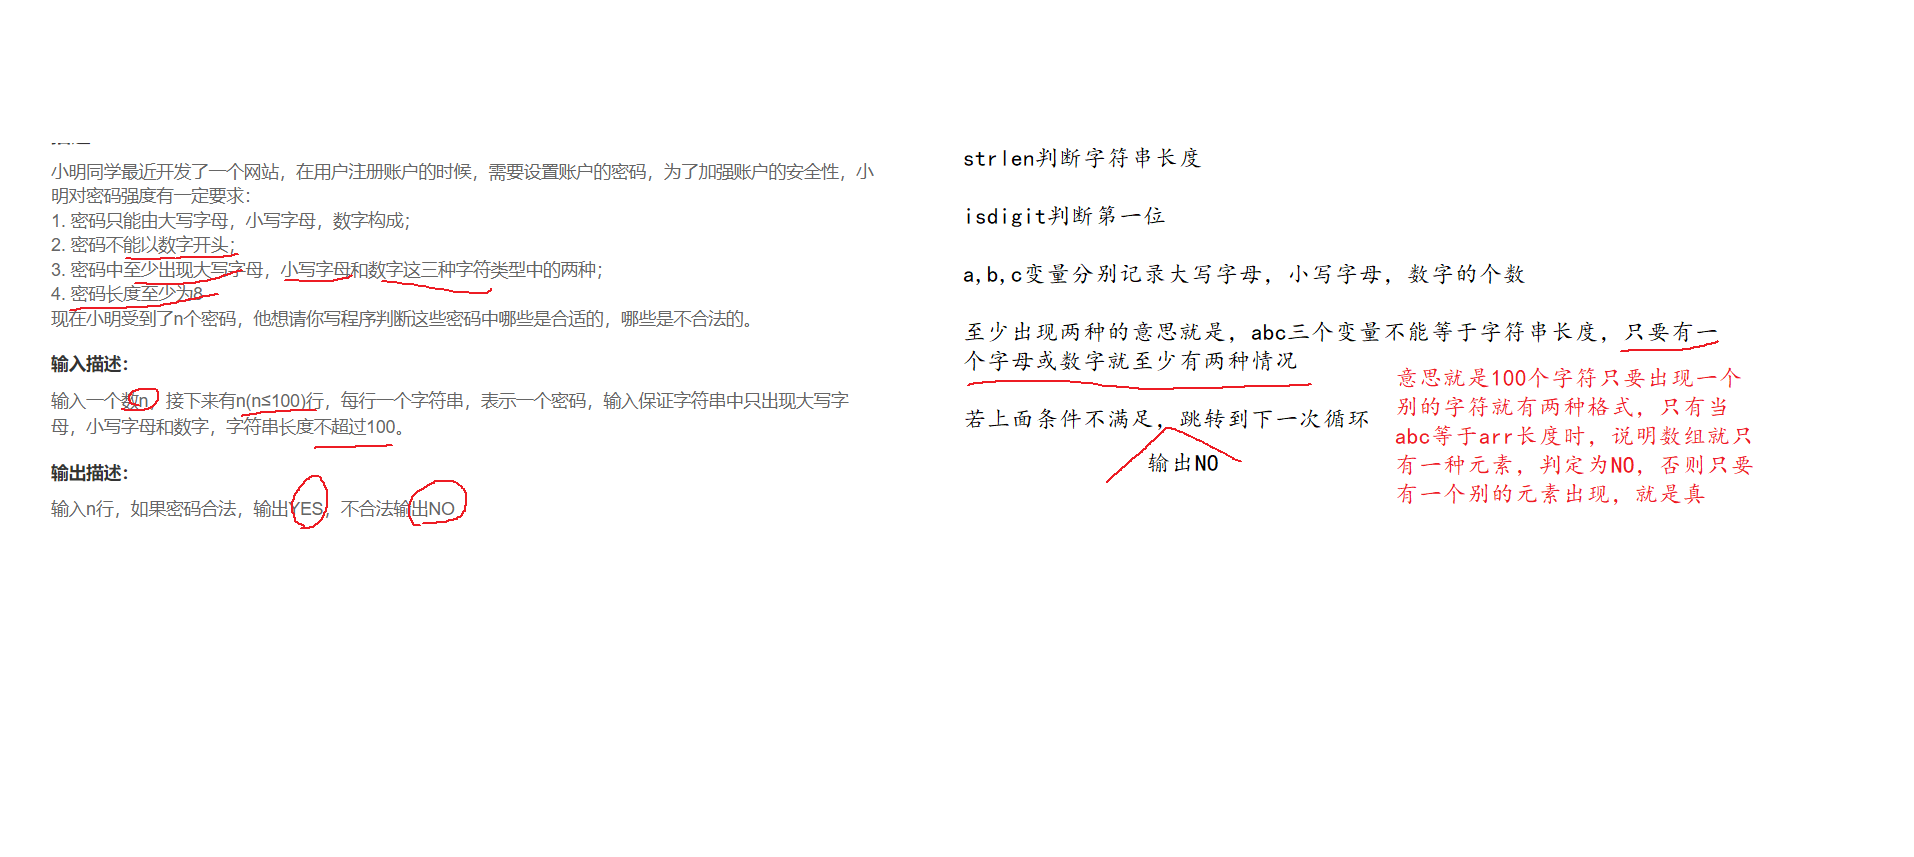 小明同学最近开发了一个网站，在用户注册账户的时候，需要设置账户的密码，为了加强账户的安全性，小
明对密码强度有一定要求：
1. 密码只能由大写字母，小写字母，数字构成；
2. 密码不能以数字开头；
3. 密码中至少出现大写字母，小写字母和数字这三种字符类型中的两种；
4. 密码长度至少为8
现在小明受到了n个密码，他想请你写程序判断这些密码中哪些是合适的，哪些是不合法的。
输入描述：
输入一个数n，接下来有n(n≤100)行，每行一个字符串，表示一个密码，输入保证字符串中只出现大写字
母，小写字母和数字，字符串长度不超过100。
输出描述：
输入n行，如果密码合法，输出YES，不合法输出NO
strlen判断字符串长度
isdigit判断第一位
a,b,c变量分别记录大写字母，小写字母，数字的个数
至少出现两种的意思就是，abc三个变量不能等于字符串长度，只要有一
个字母或数字就至少有两种情况
若上面条件不满足，跳转到下一次循环
输出NO
意思就是100个字符只要出现一个
别的字符就有两种格式，只有当
abc等于arr长度时，说明数组就只
有一种元素，判定为NO，否则只要
有一个别的元素出现，就是真